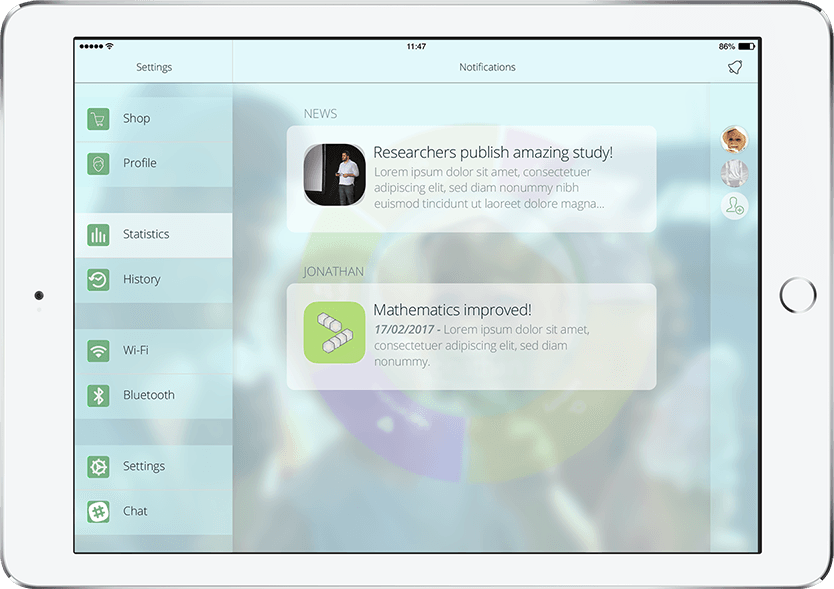 11:47
86%
Settings
Notifications
Shop
Profile
Statistics
History
Wi-Fi
Bluetooth
Settings
Chat
NEWS
Researchers publish amazing study!
Lorem ipsum dolor sit amet, consectetuer
adipiscing elit, sed diam nonummy nibh
euismod tincidunt ut laoreet dolore magna...
JONATHAN
Mathematics improved!
17/02/2017 - Lorem ipsum dolor sit amet,
consectetuer adipiscing elit, sed diam
nonummy.